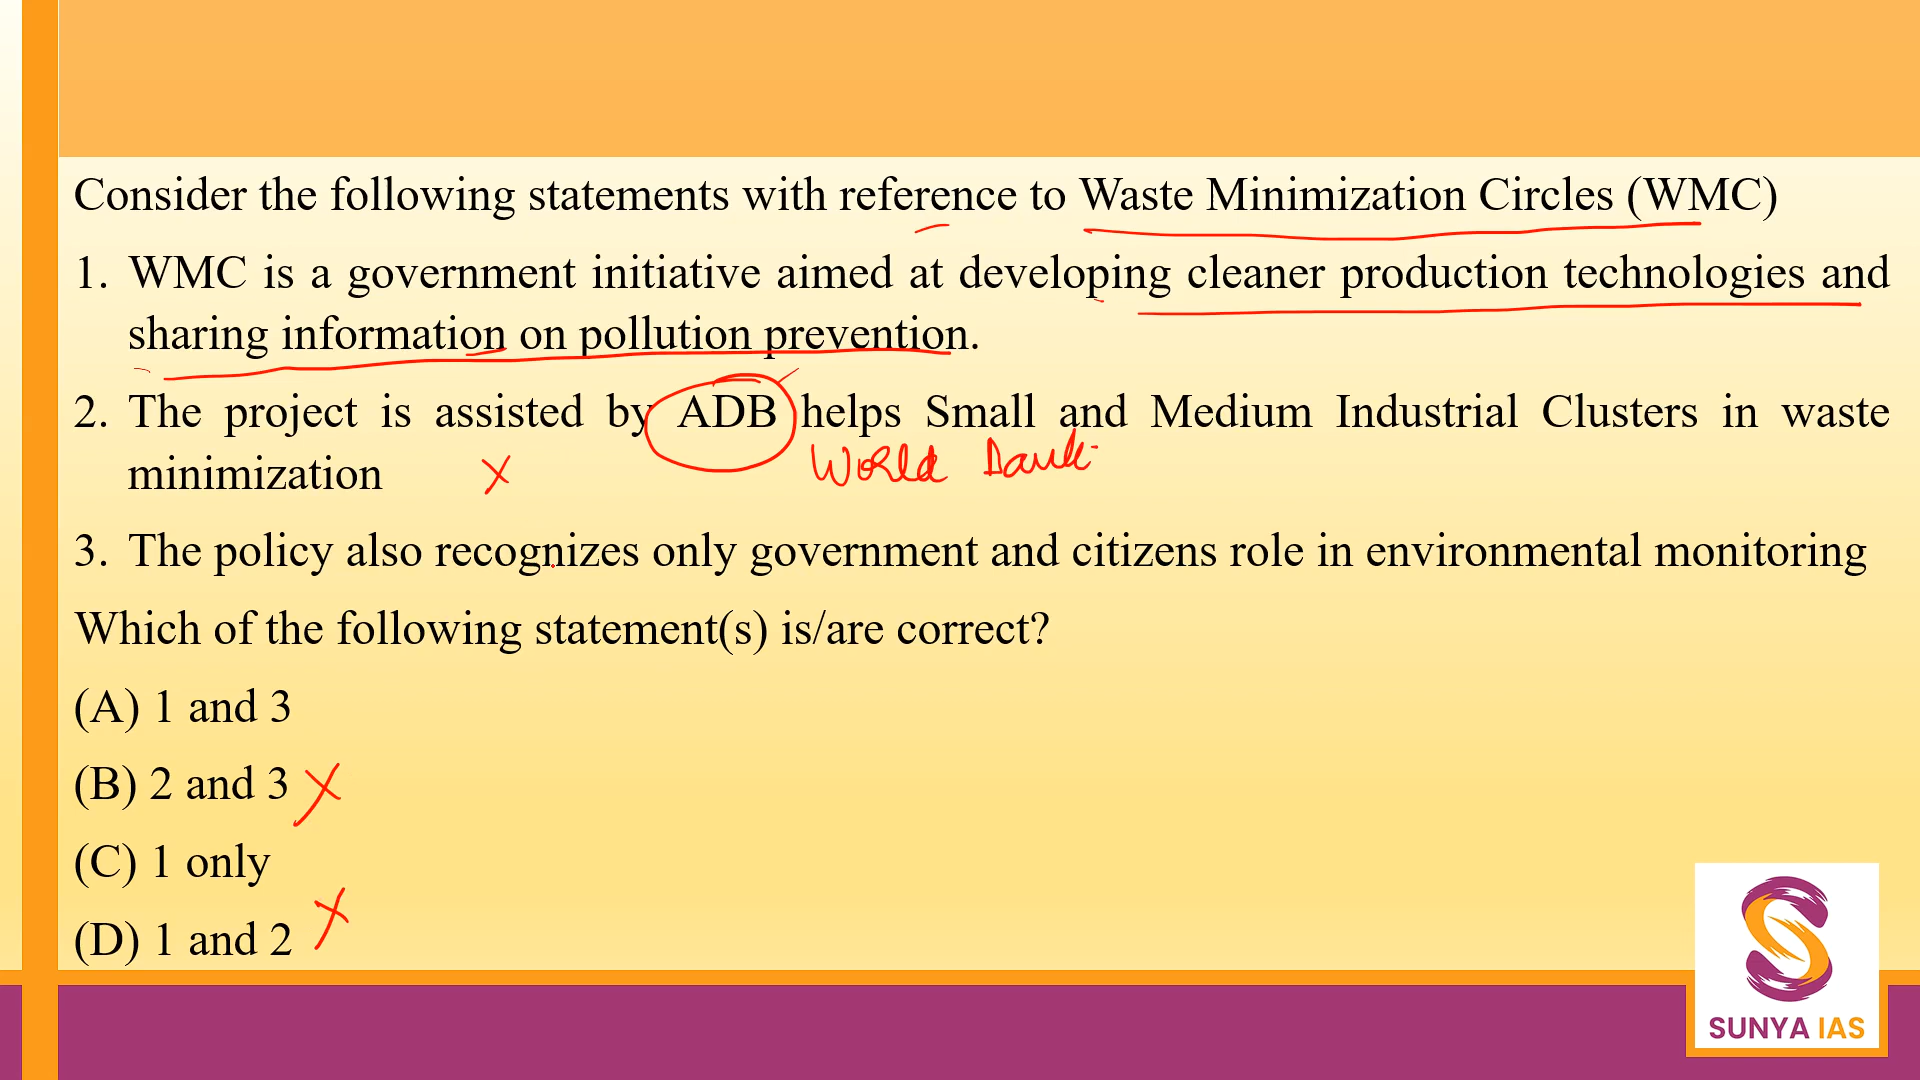 Consider the following statements with reference to Waste Minimization Circles (WMC)
1. WMC is a government initiative aimed at developing cleaner production technologies and
sharing information on pollution prevention.
2. The project is assisted by ADB helps Small and Medium Industrial Clusters in waste
World Bank
minimization
3. The policy also recognizes only government and citizens role in environmental monitoring
Which of the following statement(s) is/are correct?
(A) 1 and 3
(B) 2 and 3
(C) 1 only
(D) 1 and 2
SUNYA IAS